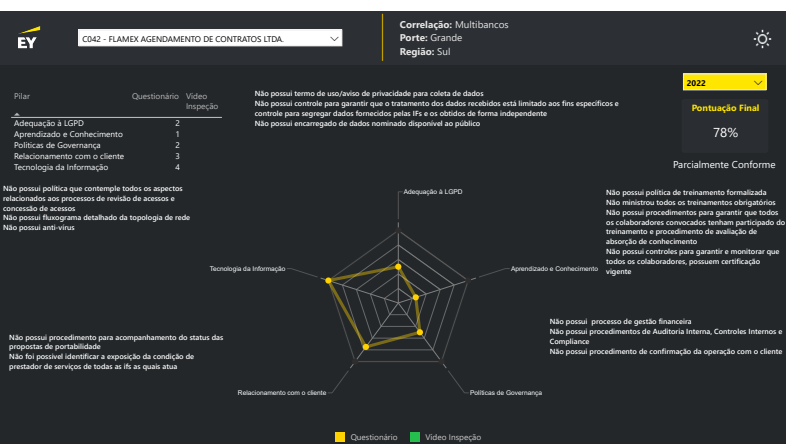 EY
C042 - FLAMEX AGENDAMENTO DE CONTRATOS LTDA.
Correlação: Multibancos
Porte: Grande
Região: Sul
2022
Pontuação Final
78%
Parcialmente Conforme
Pilar Questionário Video Inspeção
Adequação à LGPD 2
Aprendizado e Conhecimento 1
Políticas de Governança 2
Relacionamento com o cliente 3
Tecnologia da Informação 4
Não possui termo de uso/aviso de privacidade para coleta de dados
Não possui controle para garantir que o tratamento dos dados recebidos está limitado aos fins específicos e
controle para segregar dados fornecidos pelas IFs e os obtidos de forma independente
Não possui encarregado de dados nominado disponível ao público
Não possui política que contemple todos os aspectos
relacionados aos processos de revisão de acessos e
concessão de acessos
Não possui fluxograma detalhado da topologia de rede
Não possui anti-vírus
Não possui política de treinamento formalizada
Não ministrou todos os treinamentos obrigatórios
Não possui procedimentos para garantir que todos
os colaboradores convocados tenham participado do
treinamento e procedimento de avaliação de
absorção de conhecimento
Não possui controles para garantir e monitorar que
todos os colaboradores, possuem certificação
vigente
Adequação à LGPD
Tecnologia da Informação
Aprendizado e Conhecimento
Relacionamento com o cliente
Políticas de Governança
Não possui procedimento para acompanhamento do status das
propostas de portabilidade
Não foi possível identificar a exposição da condição de
prestador de serviços de todas as ifs as quais atua
Não possui processo de gestão financeira
Não possui procedimentos de Auditoria Interna, Controles Internos e
Compliance
Não possui procedimento de confirmação da operação com o cliente
Questionário Video Inspeção